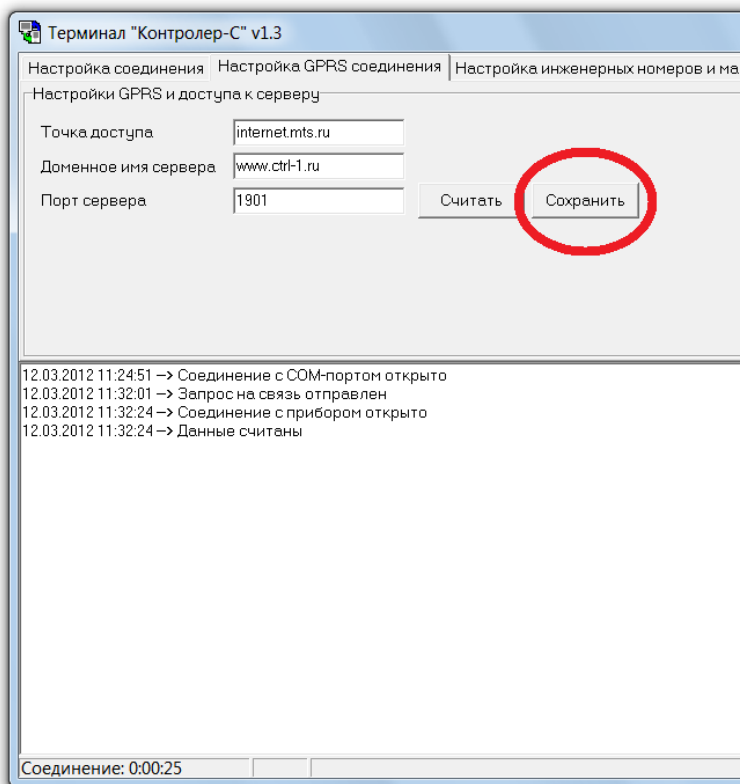 Терминал "Контролер-С" v1.3
Настройка соединения Настройка GPRS соединения Настройка инженерных номеров и ма
Настройки GPRS и доступа к серверу
Точка доступа internet.mts.ru
Доменное имя сервера www.ctrl-1.ru
Порт сервера 1901 Считать Сохранить
12.03.2012 11:24:51 --> Соединение с COM-портом открыто
12.03.2012 11:32:01 --> Запрос на связь отправлен
12.03.2012 11:32:24 --> Соединение с прибором открыто
12.03.2012 11:32:24 --> Данные считаны
Соединение: 0:00:25